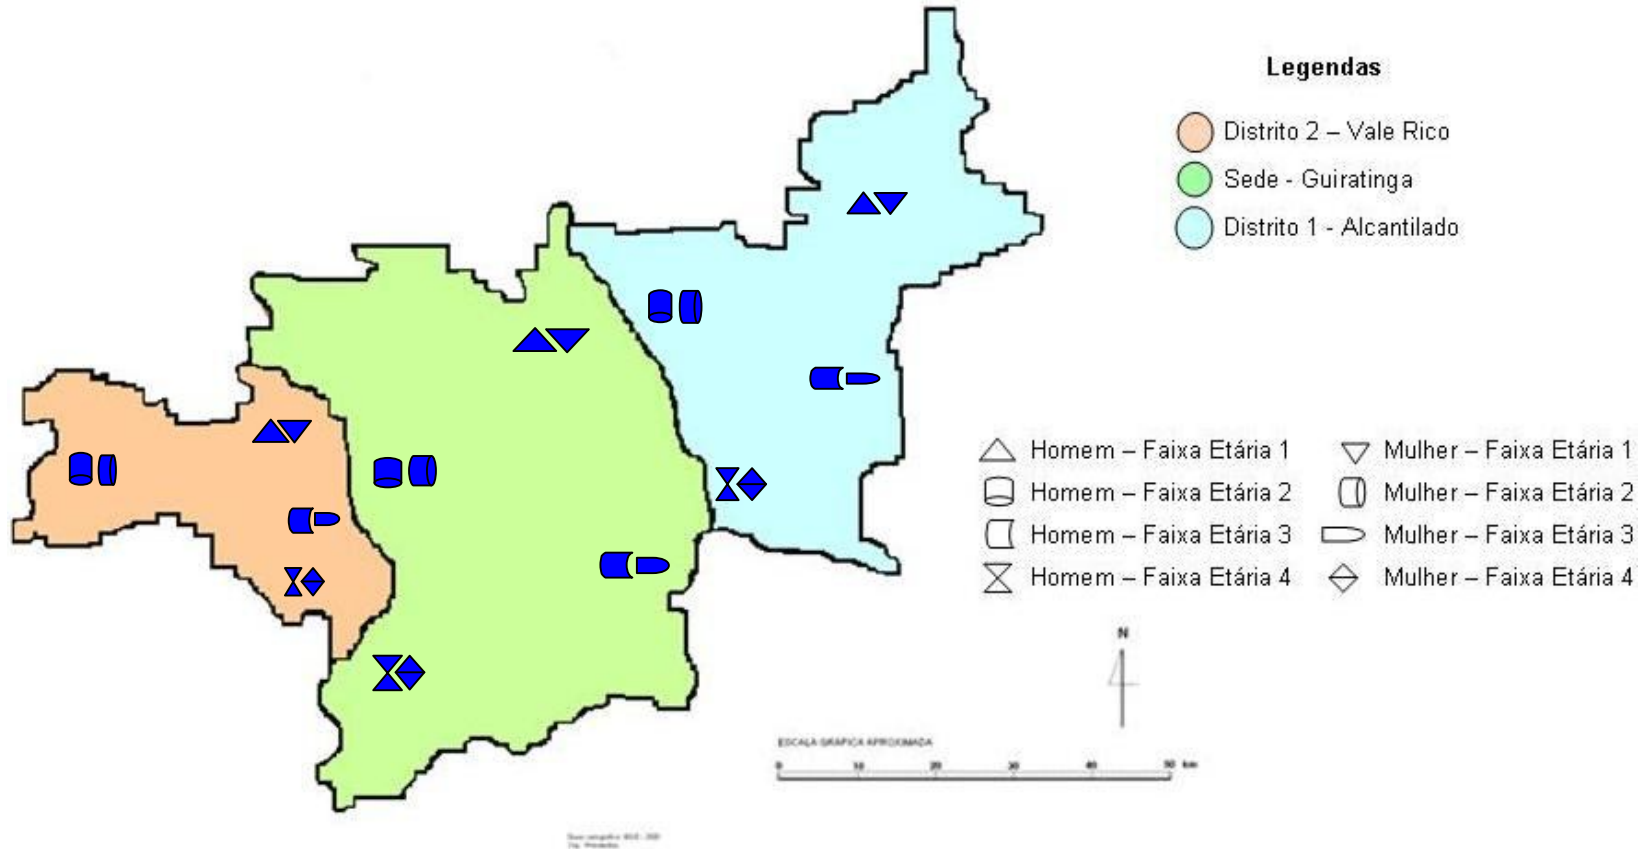 Legendas
Distrito 2 – Vale Rico
Sede - Guiratinga
Distrito 1 - Alcantilado
Homem – Faixa Etária 1
Mulher – Faixa Etária 1
Homem – Faixa Etária 2
Mulher – Faixa Etária 2
Homem – Faixa Etária 3
Mulher – Faixa Etária 3
Homem – Faixa Etária 4
Mulher – Faixa Etária 4
N
ESCALA GRÁFICA APROXIMADA
0 10 20 30 40 50 km